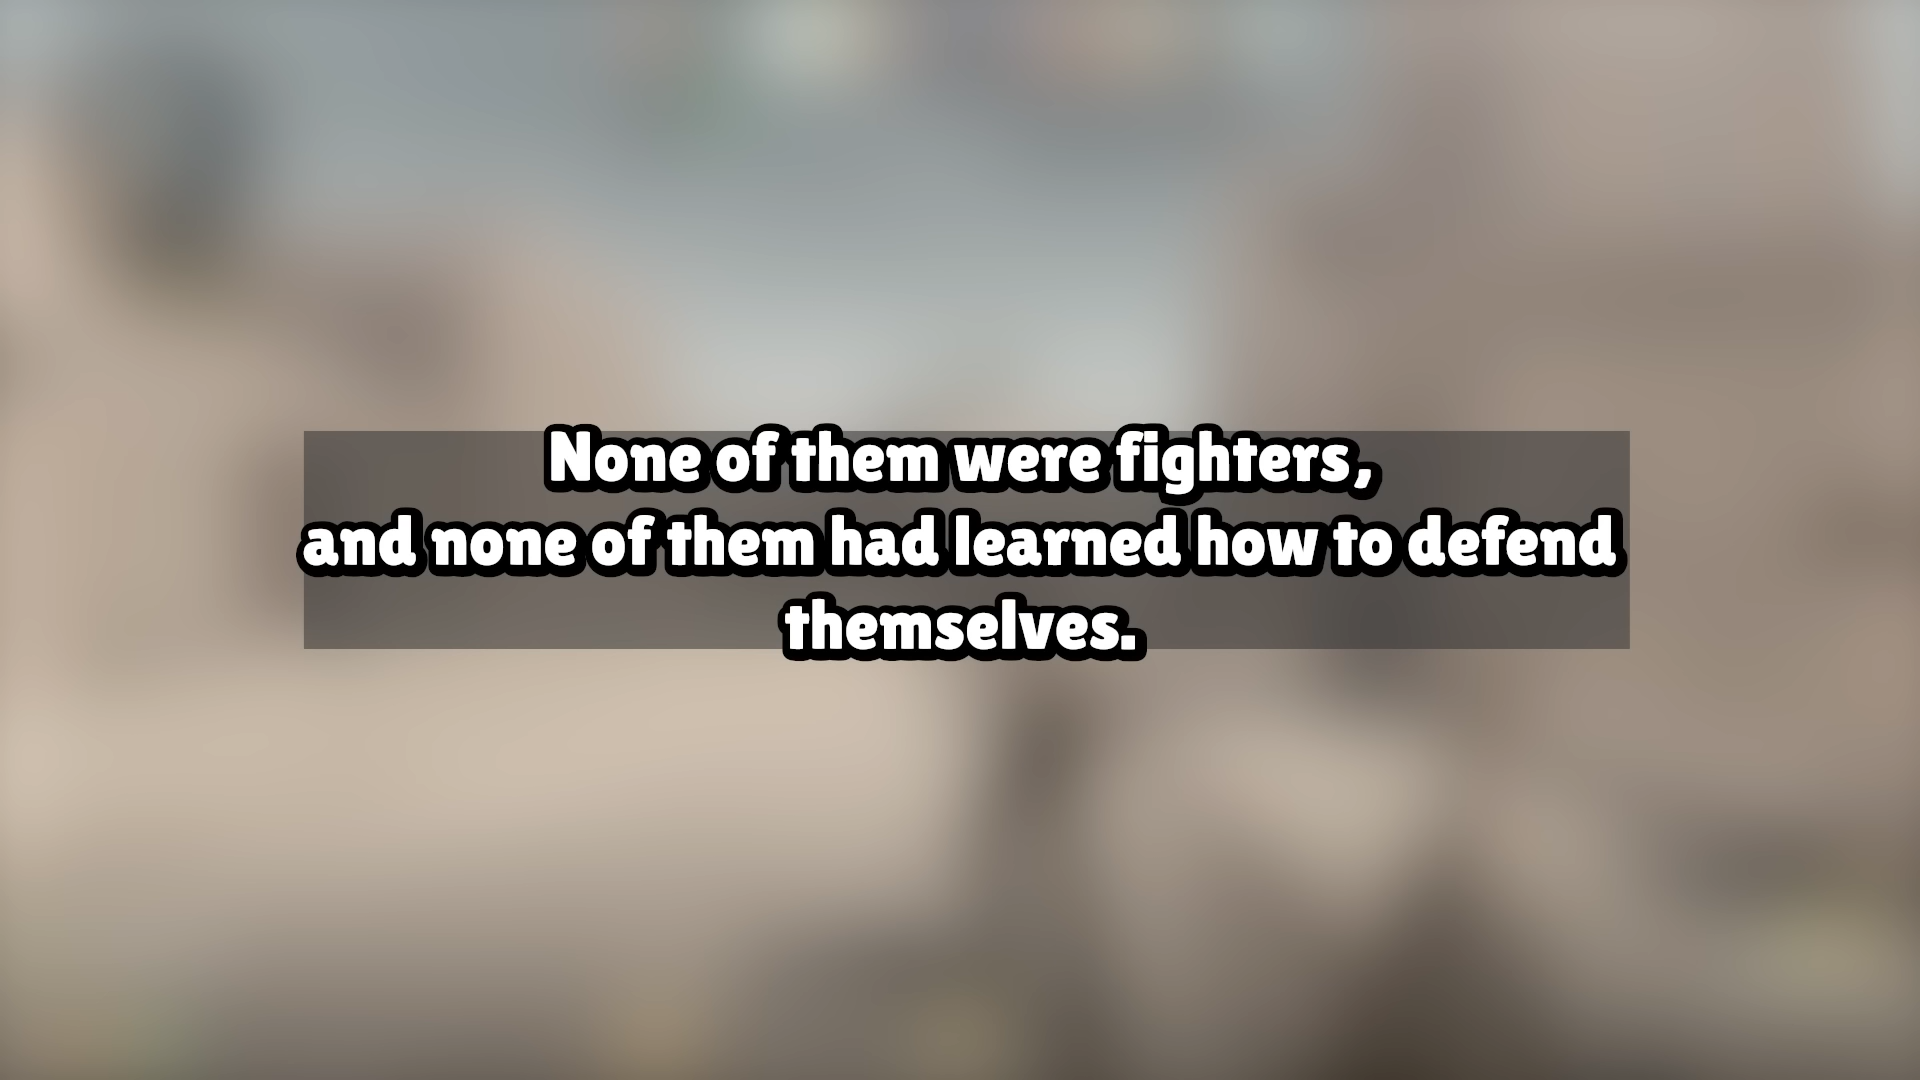 None of them were fighters,
and none of them had learned how to defend
themselves.